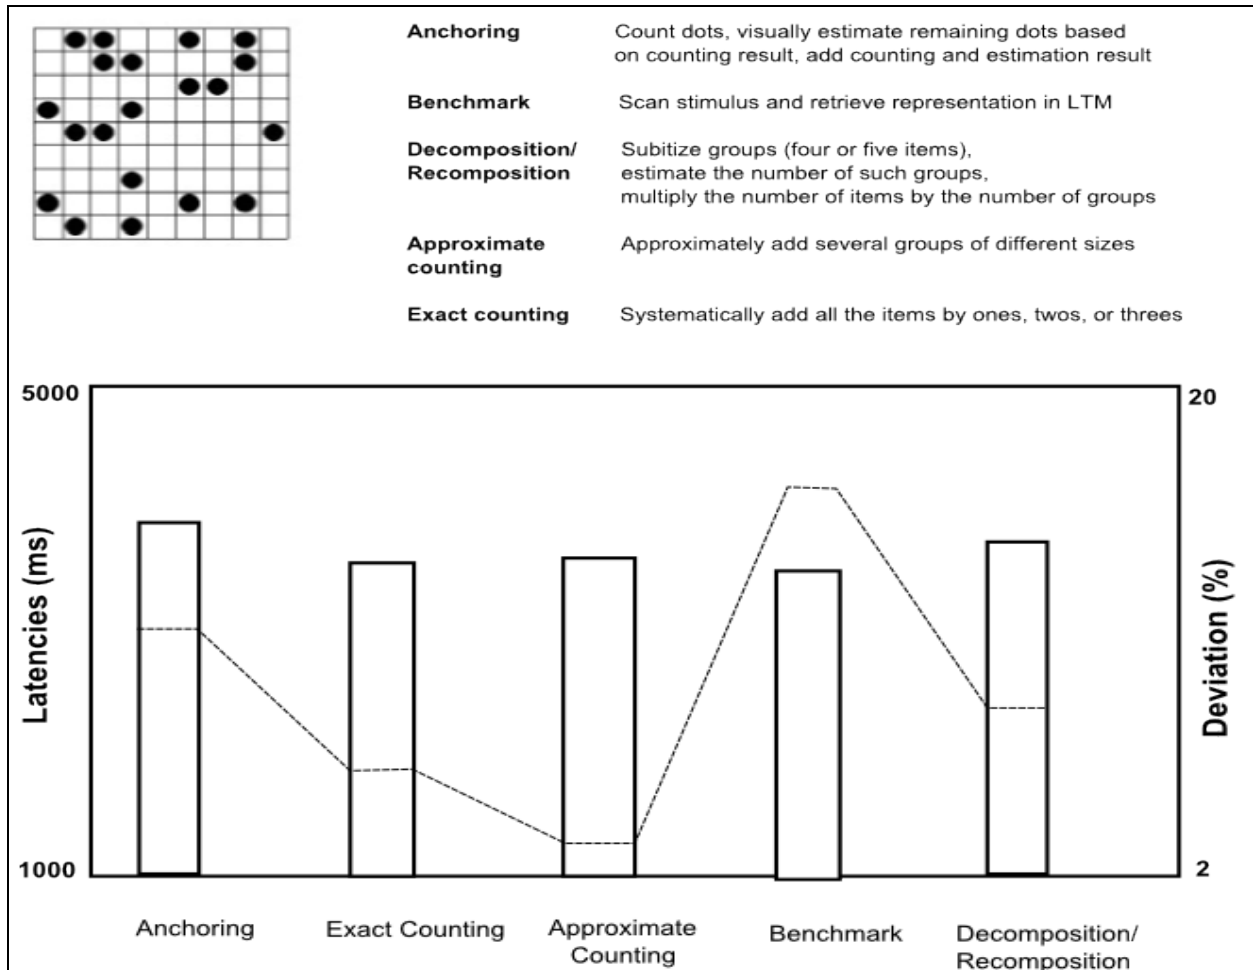 Anchoring Count dots, visually estimate remaining dots based
on counting result, add counting and estimation result
Benchmark Scan stimulus and retrieve representation in LTM
Decomposition/ Subitize groups (four or five items),
Recomposition estimate the number of such groups,
multiply the number of items by the number of groups
Approximate Approximately add several groups of different sizes
counting
Exact counting Systematically add all the items by ones, twos, or threes
5000
20
Latencies (ms)
Deviation (%)
1000
2
Anchoring
Exact Counting
Approximate
Counting
Benchmark
Decomposition/
Recomposition